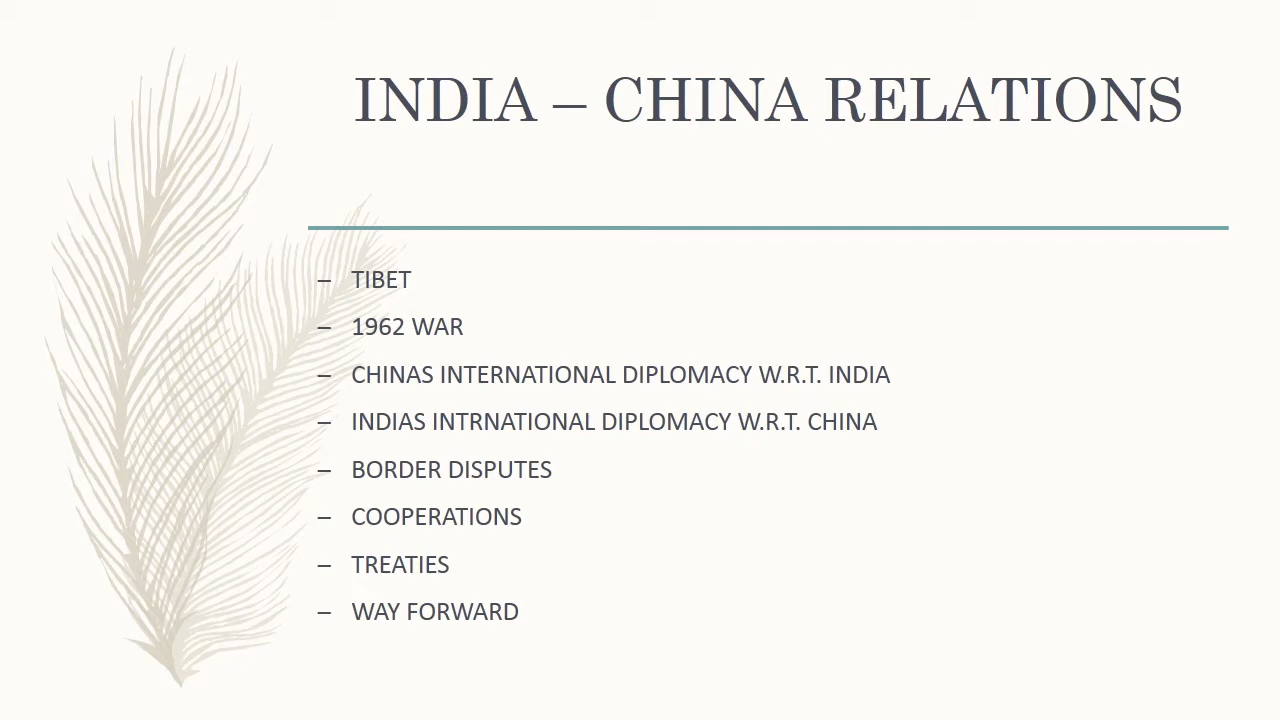 INDIA – CHINA RELATIONS
– TIBET
– 1962 WAR
– CHINAS INTERNATIONAL DIPLOMACY W.R.T. INDIA
– INDIAS INTRNATIONAL DIPLOMACY W.R.T. CHINA
– BORDER DISPUTES
– COOPERATIONS
– TREATIES
– WAY FORWARD